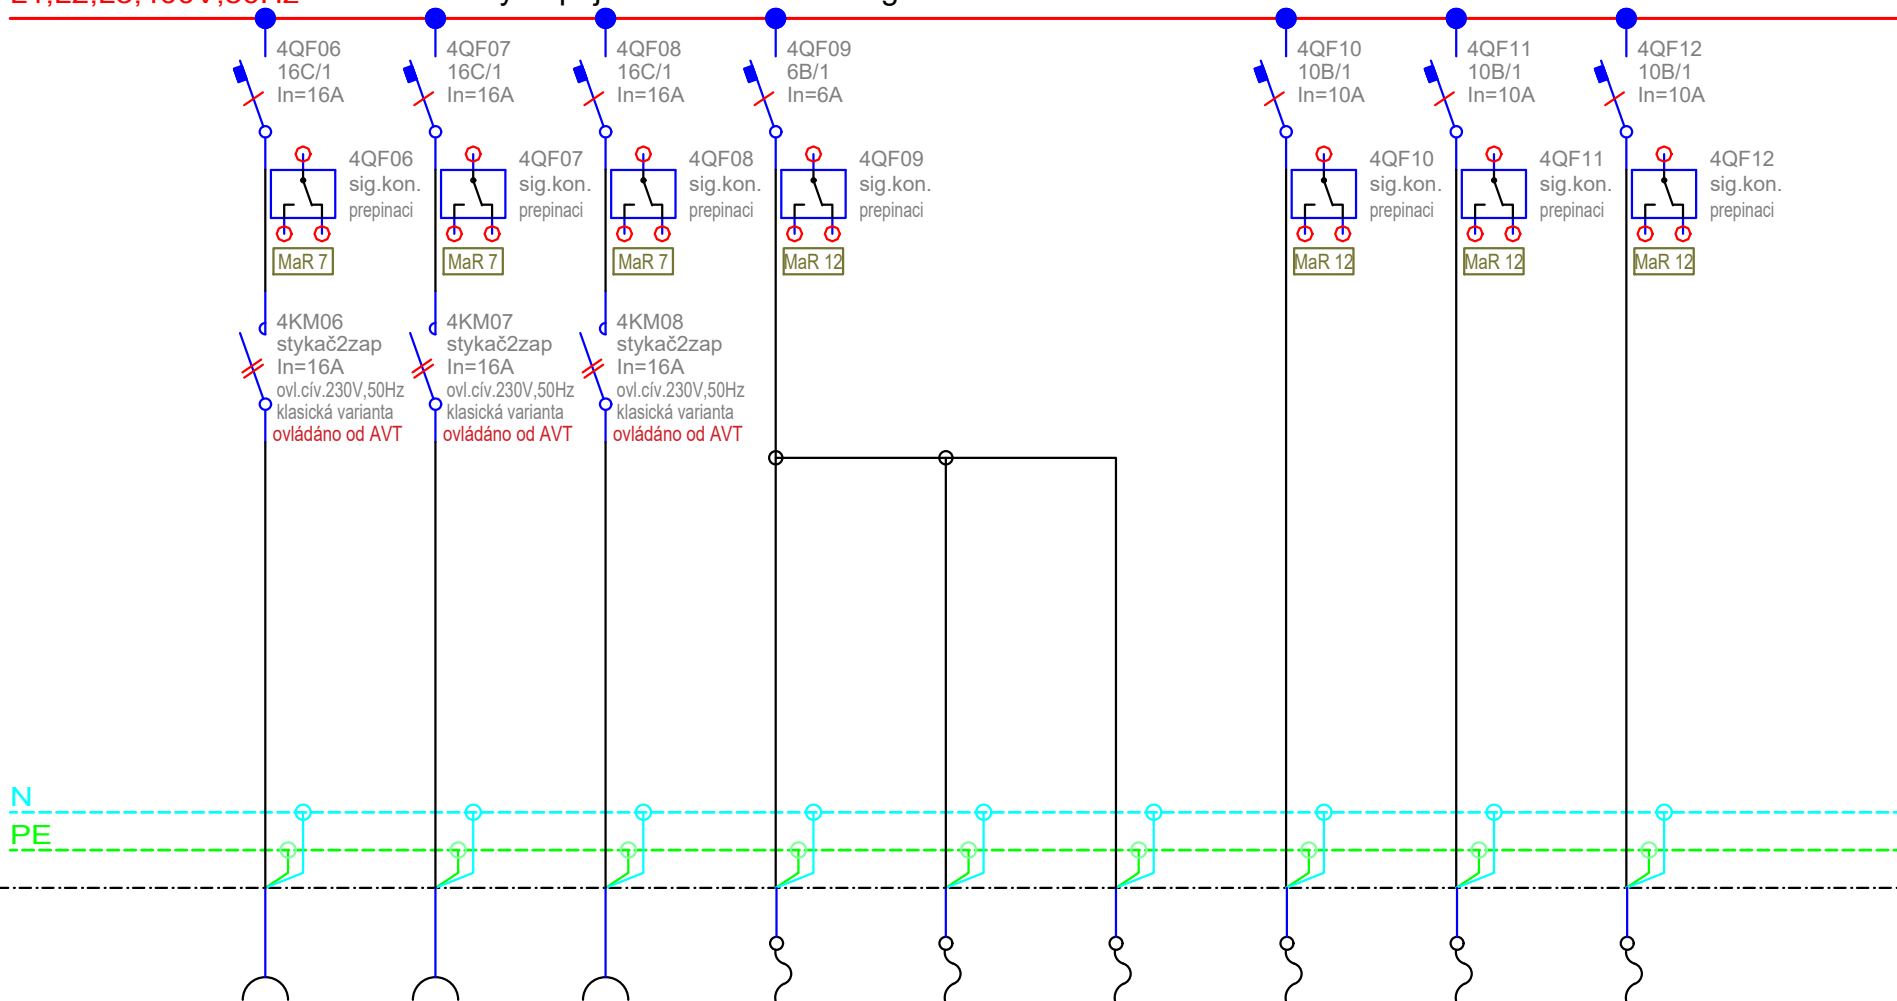 4QF06
16C/1
In=16A
4QF07
16C/1
In=16A
4QF08
16C/1
In=16A
4QF09
6B/1
In=6A
4QF10
10B/1
In=10A
4QF11
10B/1
In=10A
4QF12
10B/1
In=10A
4QF06
sig.kon.
prepinaci
MaR 7
4QF07
sig.kon.
prepinaci
MaR 7
4QF08
sig.kon.
prepinaci
MaR 7
4QF09
sig.kon.
prepinaci
MaR 12
4QF10
sig.kon.
prepinaci
MaR 12
4QF11
sig.kon.
prepinaci
MaR 12
4QF12
sig.kon.
prepinaci
MaR 12
4KM06
stykač2zap
In=16A
ovl.cív.230V,50Hz
klasická varianta
ovládáno od AVT
4KM07
stykač2zap
In=16A
ovl.cív.230V,50Hz
klasická varianta
ovládáno od AVT
4KM08
stykač2zap
In=16A
ovl.cív.230V,50Hz
klasická varianta
ovládáno od AVT
N
PE